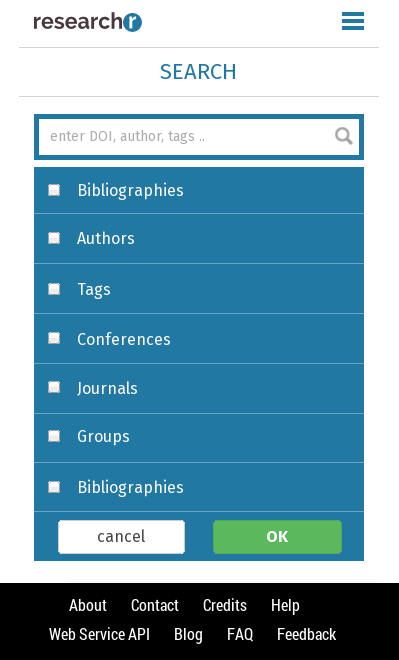 researchr
SEARCH
enter DOI, author, tags ..
Bibliographies
Authors
Tags
Conferences
Journals
Groups
Bibliographies
cancel OK
About Contact Credits Help
Web Service API Blog FAQ Feedback